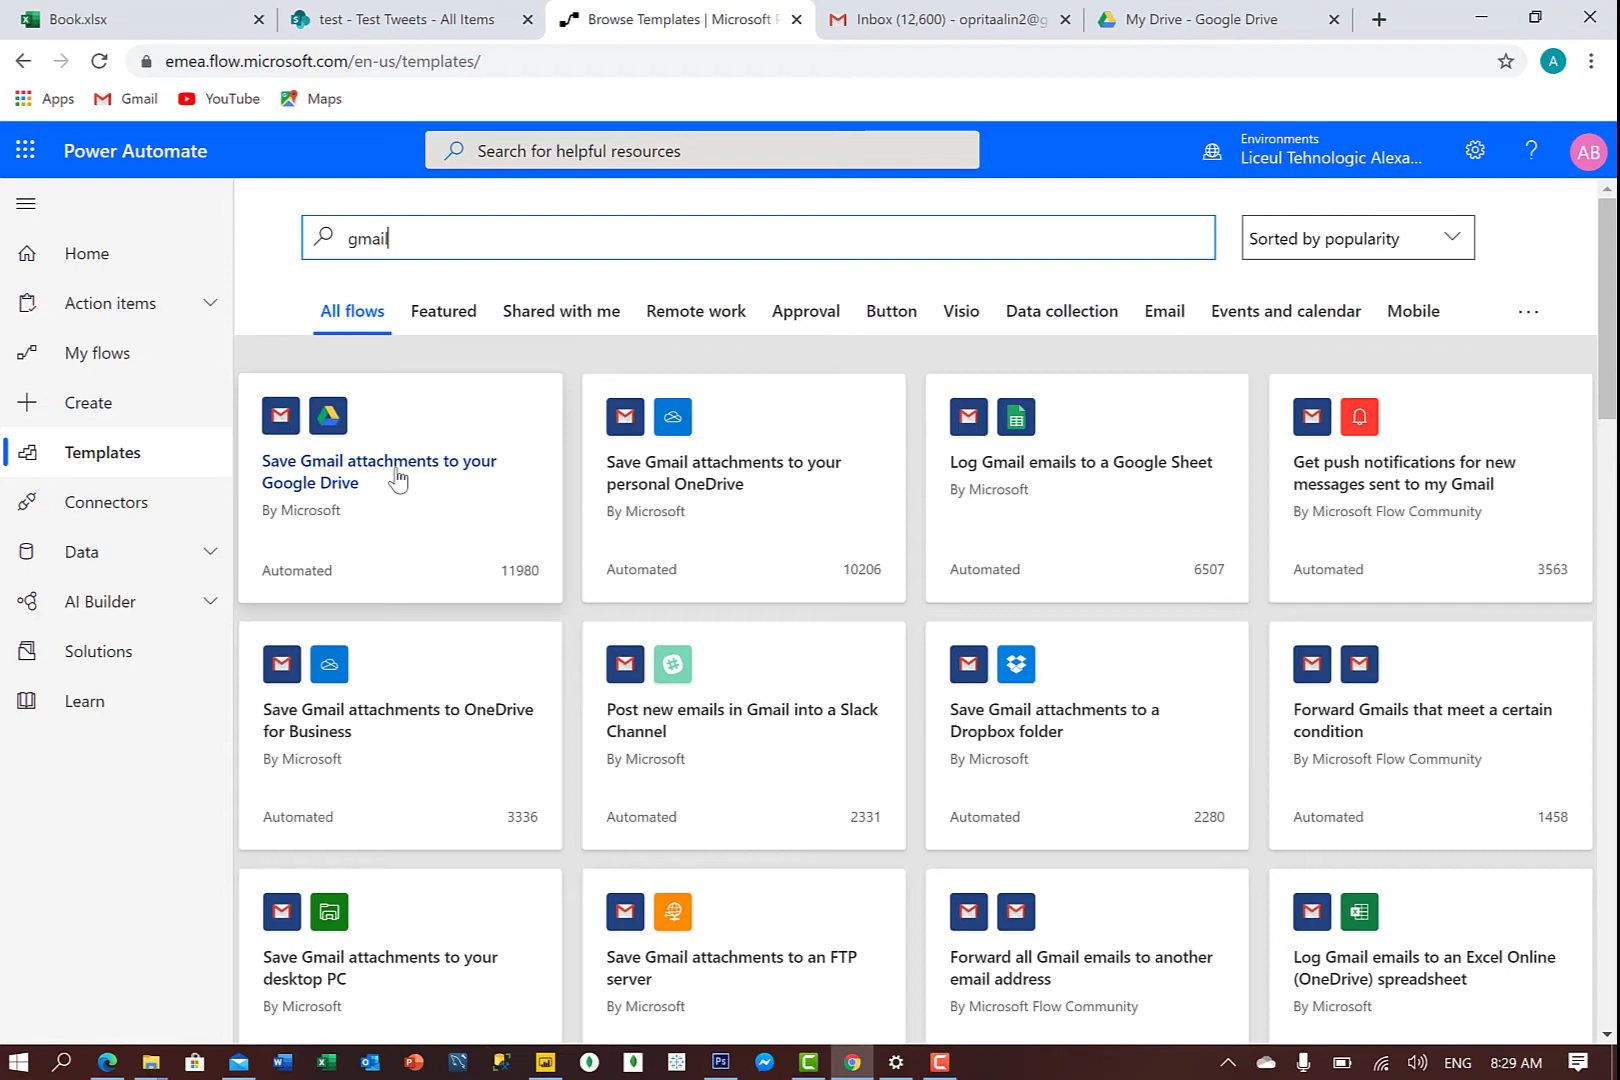 Book.xlsx
test - Test Tweets - All Items
Browse Templates | Microsoft
Inbox (12,600) - opritaalin2@g
My Drive - Google Drive
emea.flow.microsoft.com/en-us/templates/
A
Apps
Gmail
YouTube
Maps
Power Automate
Search for helpful resources
Environments
Liceul Tehnologic Alexa...
?
AB
gmail
Sorted by popularity
Home
Action items
My flows
Create
Templates
Connectors
Data
AI Builder
Solutions
Learn
All flows
Featured
Shared with me
Remote work
Approval
Button
Visio
Data collection
Email
Events and calendar
Mobile
...
Save Gmail attachments to your
Google Drive
By Microsoft
Automated
11980
Save Gmail attachments to your
personal OneDrive
By Microsoft
Automated
10206
Log Gmail emails to a Google Sheet
By Microsoft
Automated
6507
Get push notifications for new
messages sent to my Gmail
By Microsoft Flow Community
Automated
3563
Save Gmail attachments to OneDrive
for Business
By Microsoft
Automated
3336
Post new emails in Gmail into a Slack
Channel
By Microsoft
Automated
2331
Save Gmail attachments to a
Dropbox folder
By Microsoft
Automated
2280
Forward Gmails that meet a certain
condition
By Microsoft Flow Community
Automated
1458
Save Gmail attachments to your
desktop PC
By Microsoft
Save Gmail attachments to an FTP
server
By Microsoft
Forward all Gmail emails to another
email address
By Microsoft Flow Community
Log Gmail emails to an Excel Online
(OneDrive) spreadsheet
By Microsoft
ENG
8:29 AM